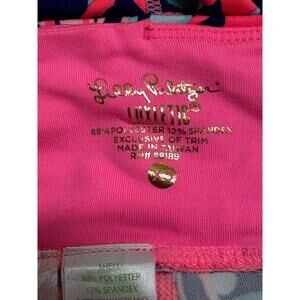 Lilly Pulitzer
LUXLETIC®
88% POLYESTER 12% SPANDEX
EXCLUSIVE OF TRIM
MADE IN TAIWAN
RN# 89189
SHELL
88% POLYESTER
12% SPANDEX